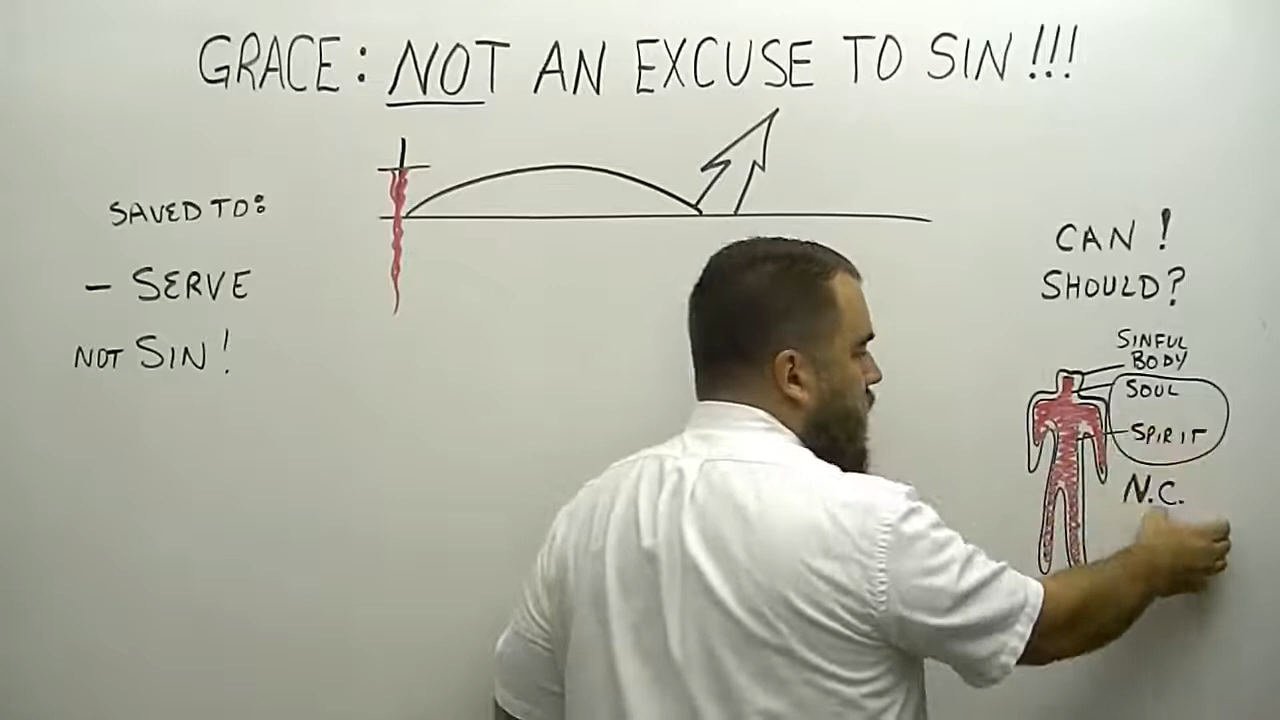 GRACE: NOT AN EXCUSE TO SIN!!!
SAVED TO:
- SERVE
NOT SIN!
CAN!
SHOULD?
SINFUL
BODY
SOUL
SPIRIT
N.C.